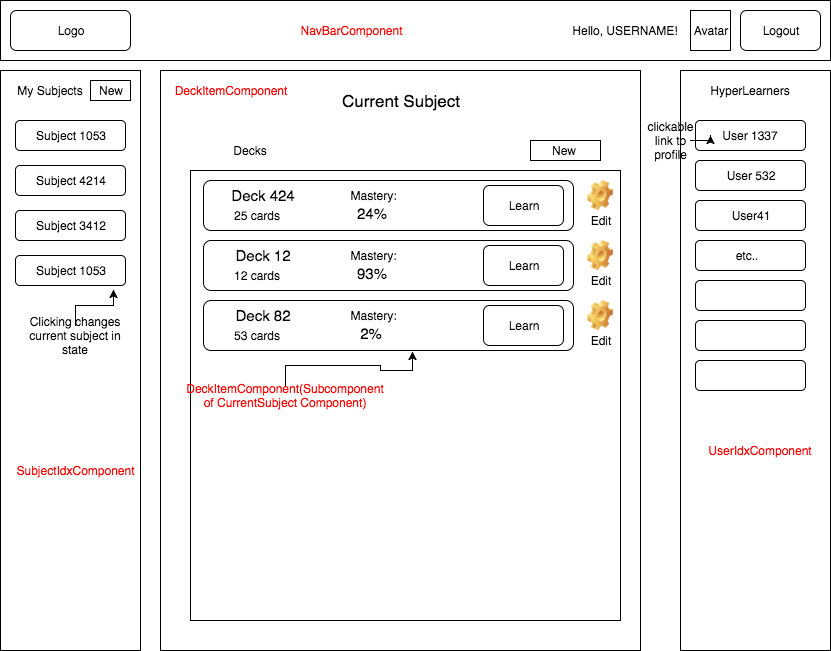 Logo
NavBarComponent
Hello, USERNAME!
Avatar
Logout
My Subjects
New
Subject 1053
Subject 4214
Subject 3412
Subject 1053
Clicking changes
current subject in
state
SubjectIdxComponent
DeckItemComponent
Current Subject
Decks
New
Deck 424
25 cards
Mastery:
24%
Learn
Edit
Deck 12
12 cards
Mastery:
93%
Learn
Edit
Deck 82
53 cards
Mastery:
2%
Learn
Edit
DeckItemComponent(Subcomponent
of CurrentSubject Component)
HyperLearners
clickable
link to
profile
User 1337
User 532
User41
etc..
UserIdxComponent